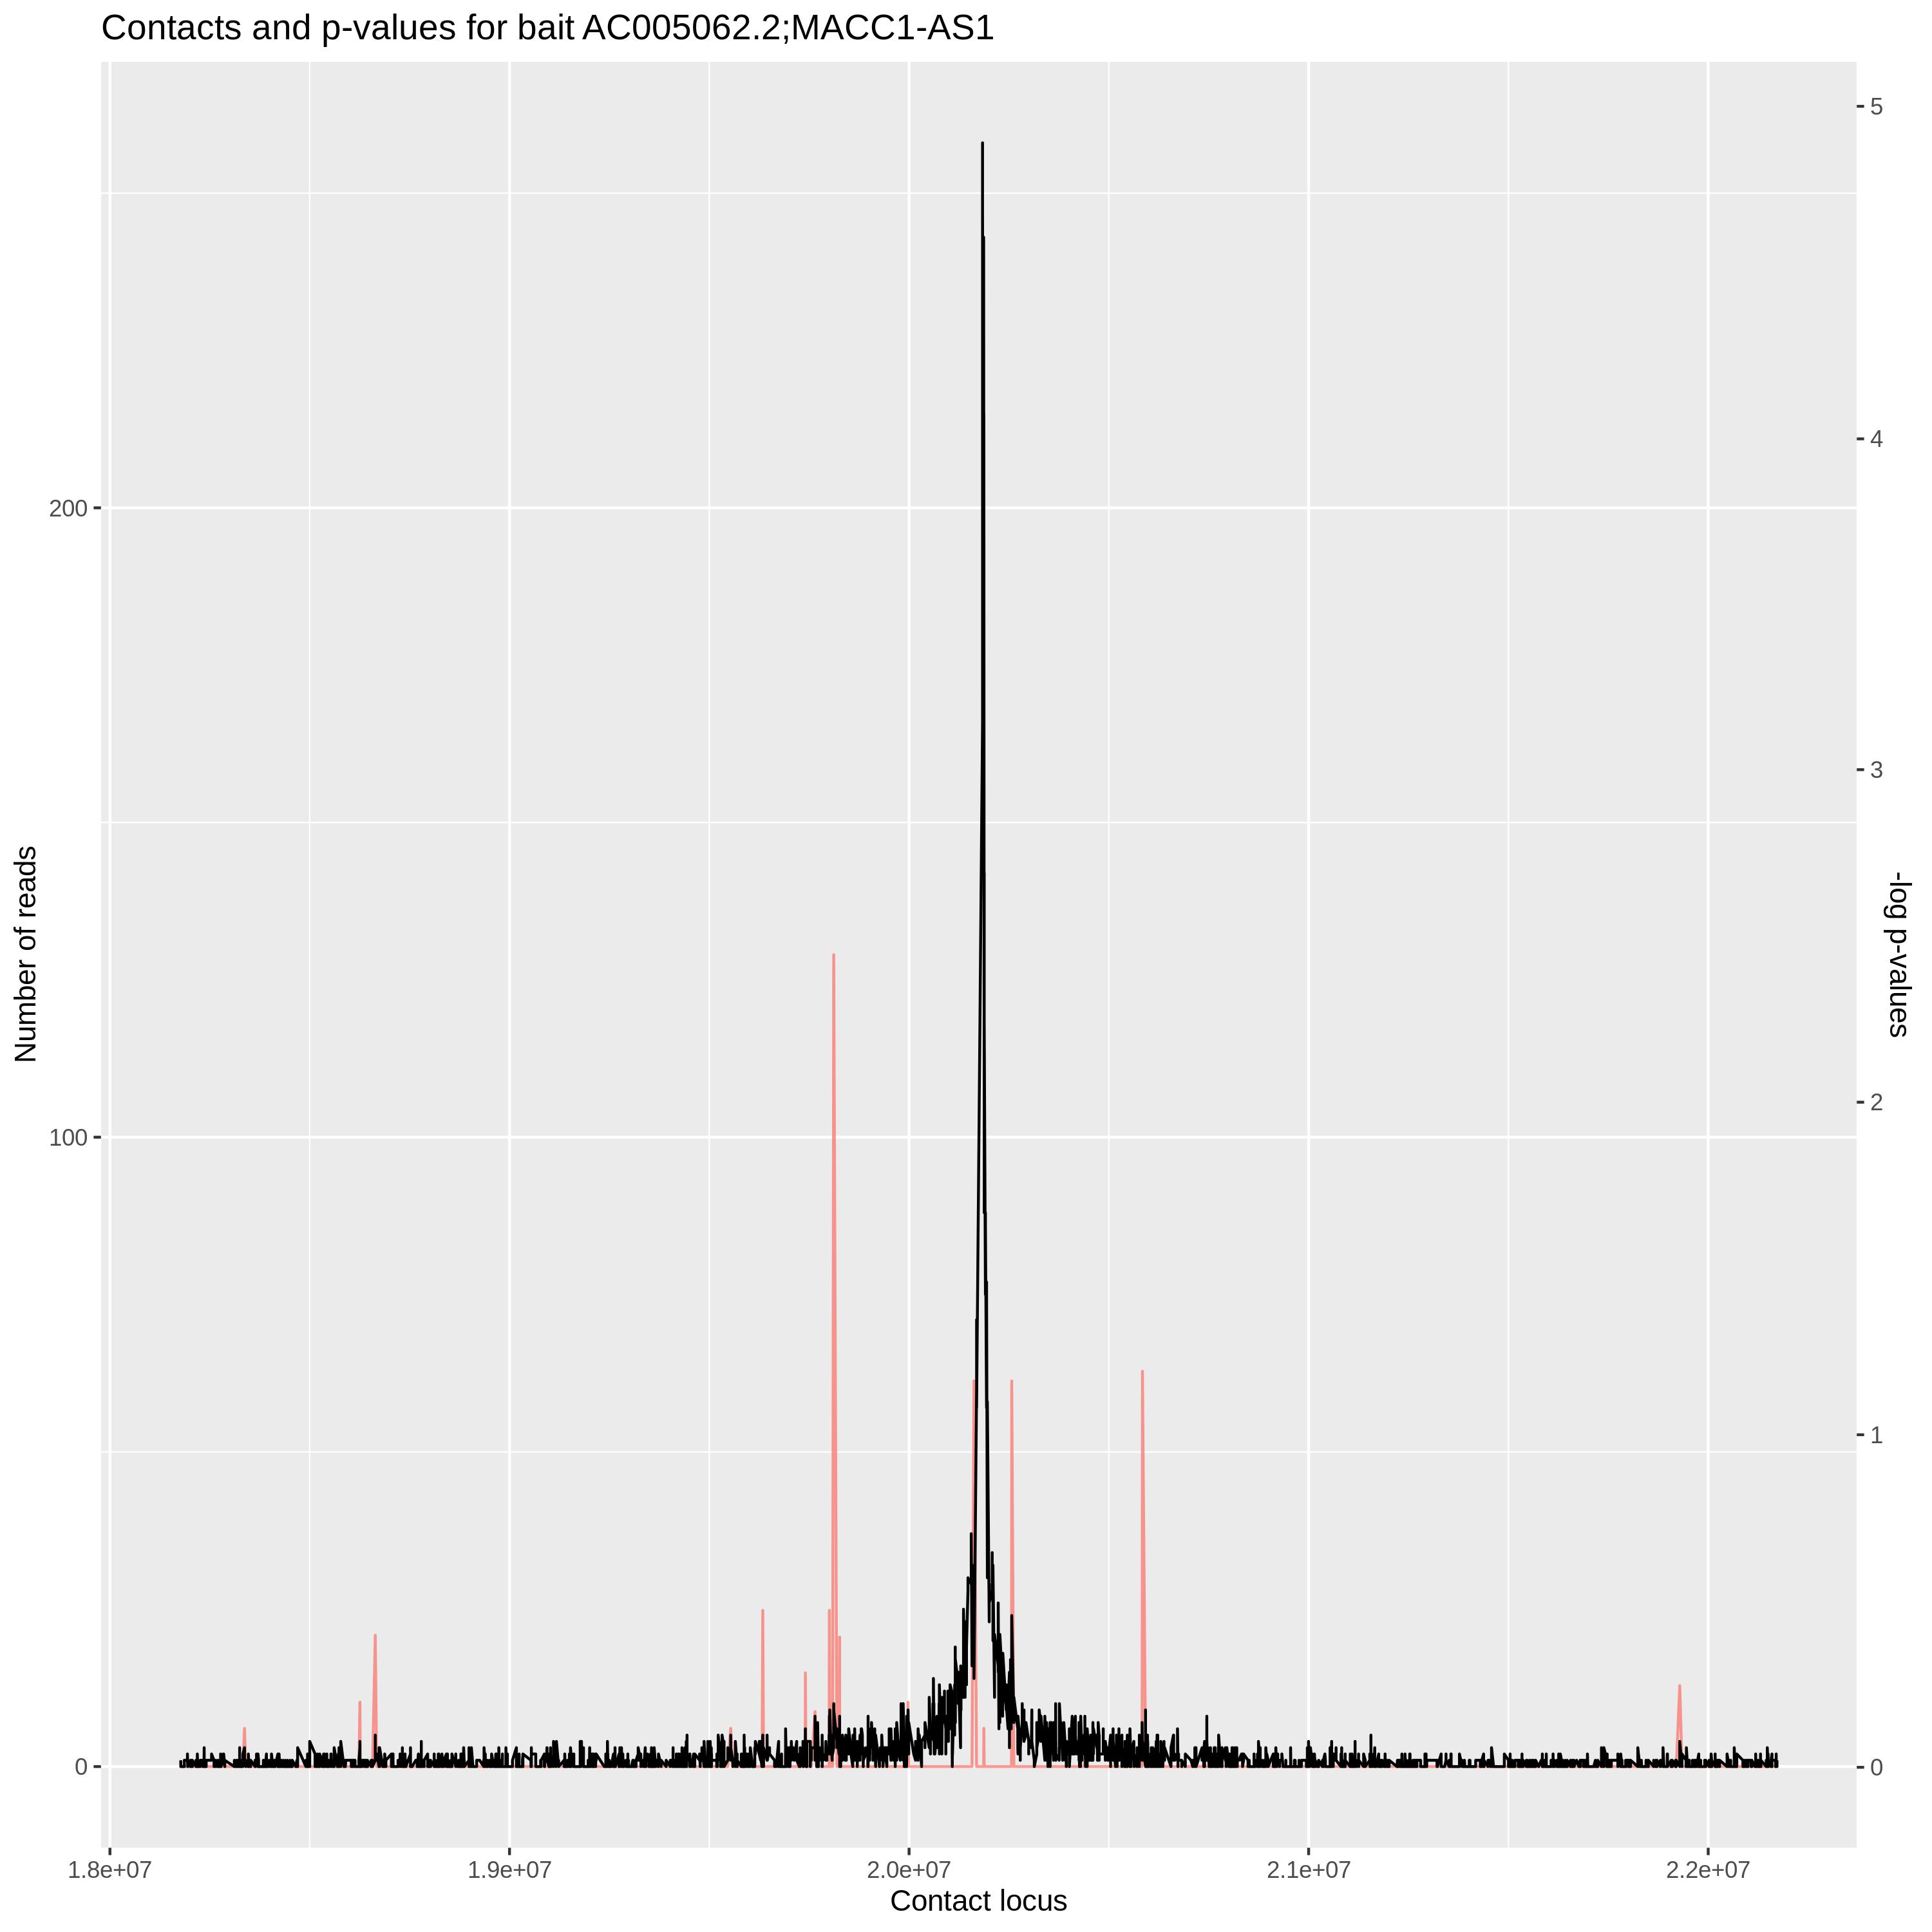 Contacts and p-values for bait AC005062.2;MACC1-AS1
Number of reads
200
100
0
5
4
3
2
1
0
-log p-values
1.8e+07
1.9e+07
2.0e+07
2.1e+07
2.2e+07
Contact locus